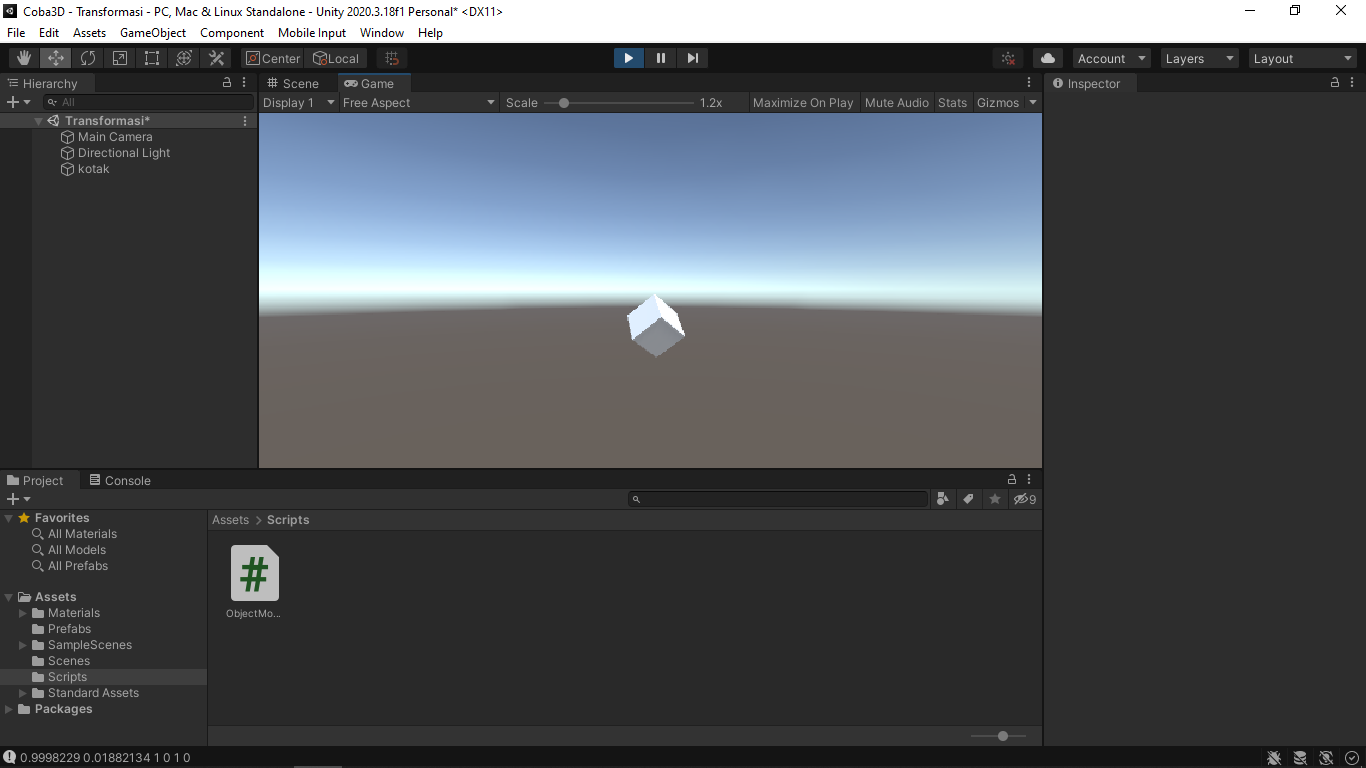 Coba3D - Transformasi - PC, Mac & Linux Standalone - Unity 2020.3.18f1 Personal* <DX11>
File Edit Assets GameObject Component Mobile Input Window Help
Center Local Account Layers Layout
Hierarchy Scene Game Inspector
All Display 1 Free Aspect Scale 1.2x Maximize On Play Mute Audio Stats Gizmos
Transformasi*
Main Camera
Directional Light
kotak
Project Console
9
Favorites
All Materials
All Models
All Prefabs
Assets
Materials
Prefabs
SampleScenes
Scenes
Scripts
Standard Assets
Packages
Assets > Scripts
#
ObjectMo...
0.9998229 0.01882134 1 0 1 0